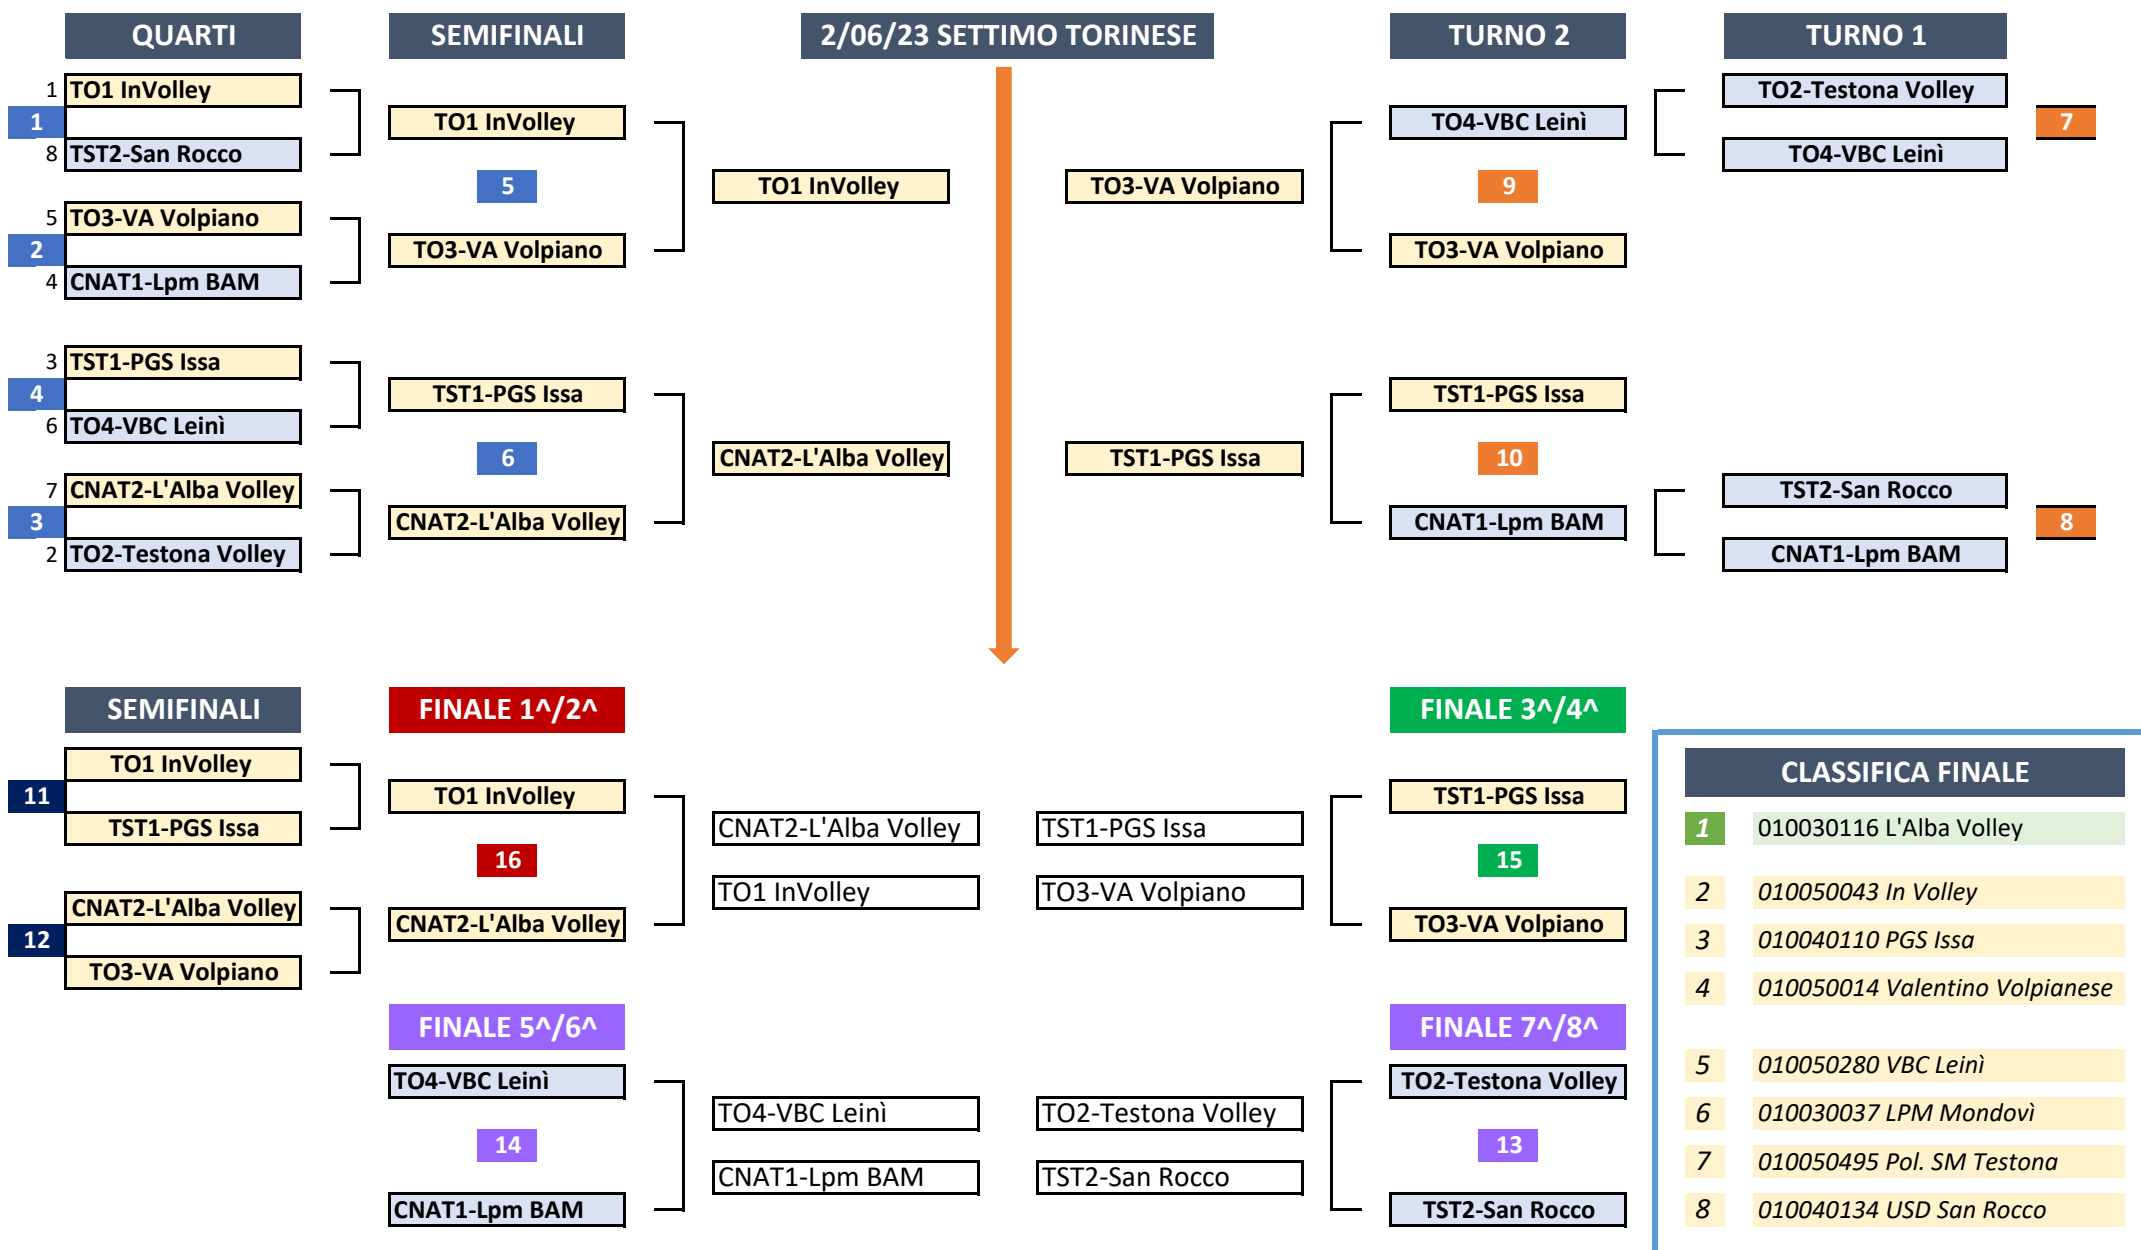 QUARTI
SEMIFINALI
2/06/23 SETTIMO TORINESE
TURNO 2
TURNO 1
1 TO1 InVolley
1
8 TST2-San Rocco
5 TO3-VA Volpiano
2
4 CNAT1-Lpm BAM
3 TST1-PGS Issa
4
6 TO4-VBC Leinì
7 CNAT2-L'Alba Volley
3
2 TO2-Testona Volley
TO1 InVolley
5
TO3-VA Volpiano
TST1-PGS Issa
6
CNAT2-L'Alba Volley
TO1 InVolley
CNAT2-L'Alba Volley
TO3-VA Volpiano
TST1-PGS Issa
TO4-VBC Leinì
9
TO3-VA Volpiano
TST1-PGS Issa
10
CNAT1-Lpm BAM
TO2-Testona Volley
7
TO4-VBC Leinì
TST2-San Rocco
8
CNAT1-Lpm BAM
SEMIFINALI
TO1 InVolley
11
TST1-PGS Issa
CNAT2-L'Alba Volley
12
TO3-VA Volpiano
FINALE 1^/2^
TO1 InVolley
16
CNAT2-L'Alba Volley
CNAT2-L'Alba Volley
TO1 InVolley
FINALE 3^/4^
TST1-PGS Issa
TO3-VA Volpiano
TST1-PGS Issa
15
TO3-VA Volpiano
FINALE 5^/6^
TO4-VBC Leinì
14
CNAT1-Lpm BAM
TO4-VBC Leinì
CNAT1-Lpm BAM
FINALE 7^/8^
TO2-Testona Volley
TST2-San Rocco
TO2-Testona Volley
13
TST2-San Rocco
CLASSIFICA FINALE
1 010030116 L'Alba Volley
2 010050043 In Volley
3 010040110 PGS Issa
4 010050014 Valentino Volpianese
5 010050280 VBC Leinì
6 010030037 LPM Mondovì
7 010050495 Pol. SM Testona
8 010040134 USD San Rocco